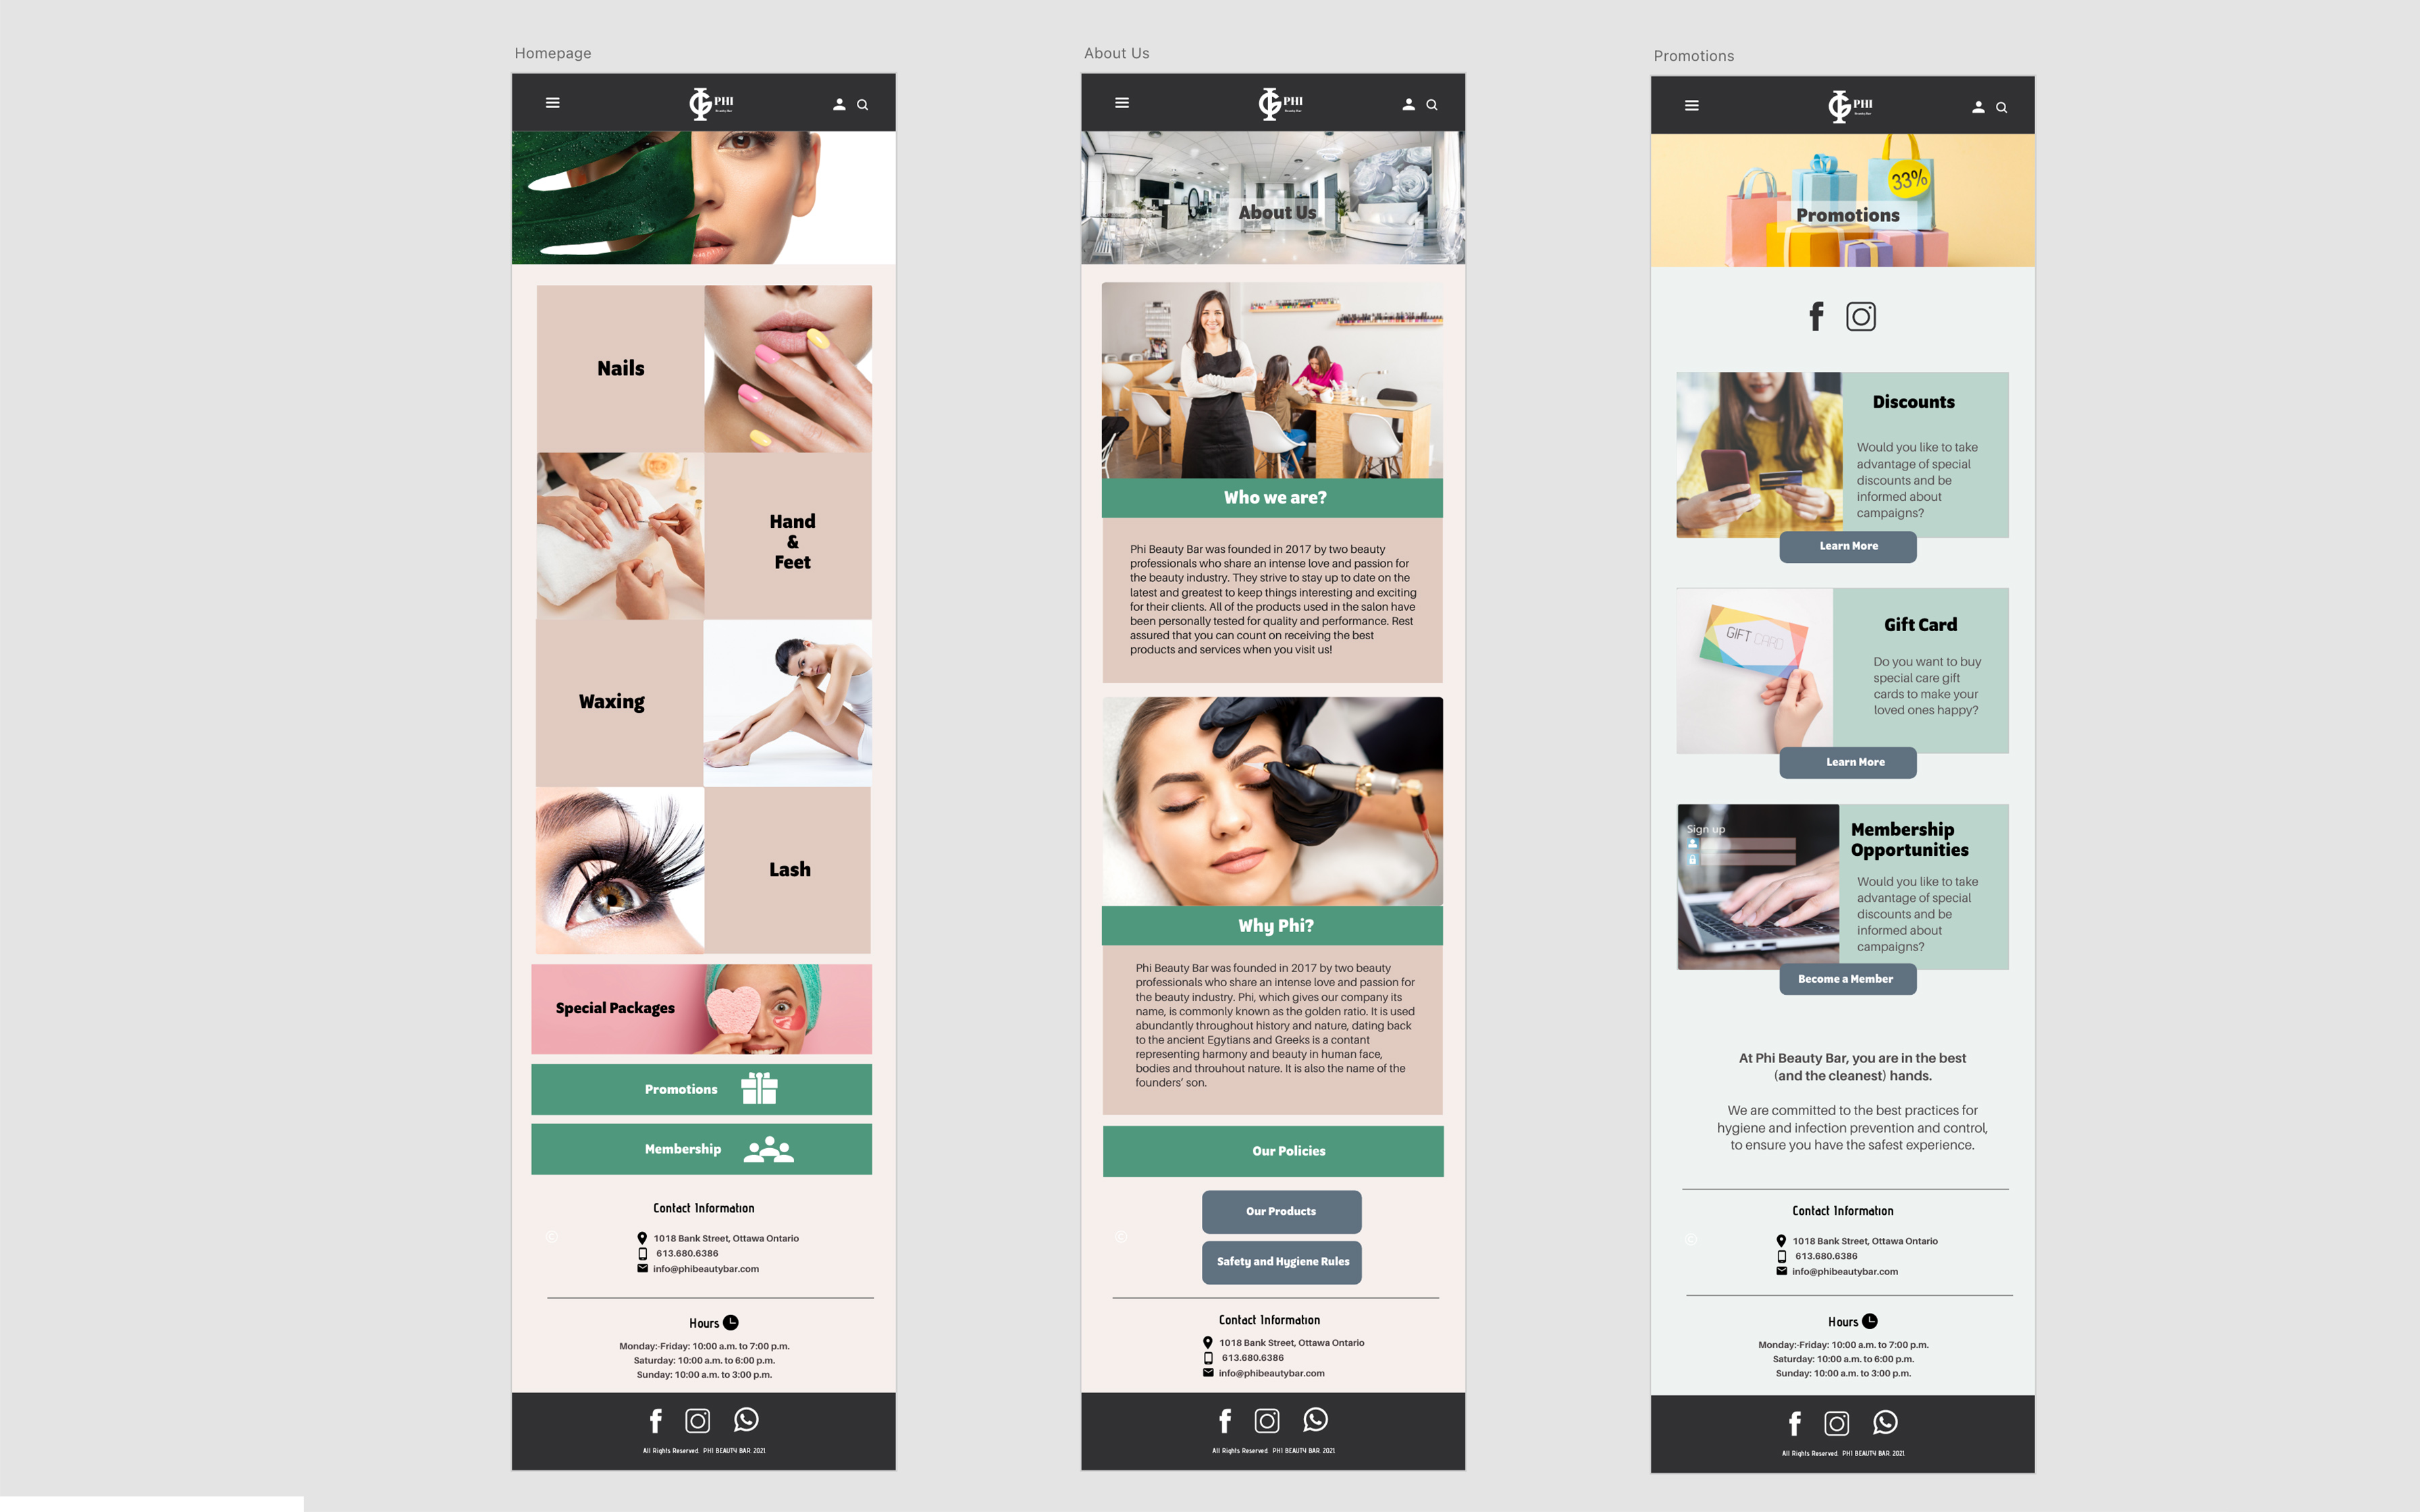 Homepage
PHI
Beauty Bar
Nails
Hand
&
Feet
Waxing
Lash
Special Packages
Promotions
Membership
Contact Information
1018 Bank Street, Ottawa Ontario
613.680.6386
©
info@phibeautybar.com
Hours
Monday:-Friday: 10:00 a.m. to 7:00 p.m.
Saturday: 10:00 a.m. to 6:00 p.m.
Sunday: 10:00 a.m. to 3:00 p.m.
All Rights Reserved. PHI BEAUTY BAR 2021
About Us
PHI
Beauty Bar
About Us
Who we are?
Phi Beauty Bar was founded in 2017 by two beauty
professionals who share an intense love and passion for
the beauty industry. They strive to stay up to date on the
latest and greatest to keep things interesting and exciting
for their clients. All of the products used in the salon have
been personally tested for quality and performance. Rest
assured that you can count on receiving the best
products and services when you visit us!
Why Phi?
Phi Beauty Bar was founded in 2017 by two beauty
professionals who share an intense love and passion for
the beauty industry. Phi, which gives our company its
name, is commonly known as the golden ratio. It is used
abundantly throughout history and nature, dating back
to the ancient Egytians and Greeks is a contant
representing harmony and beauty in human face,
bodies and throuhout nature. It is also the name of the
founders' son.
Our Policies
Our Products
©
Safety and Hygiene Rules
Contact Information
1018 Bank Street, Ottawa Ontario
613.680.6386
info@phibeautybar.com
All Rights Reserved. PHI BEAUTY BAR 2021
Promotions
PHI
Beauty Bar
33%
Promotions
Discounts
Would you like to take
advantage of special
discounts and be
informed about
campaigns?
Learn More
GIFT CARD
Gift Card
Do you want to buy
special care gift
cards to make your
loved ones happy?
Learn More
Sign up
Membership
Opportunities
Would you like to take
advantage of special
discounts and be
informed about
campaigns?
Become a Member
At Phi Beauty Bar, you are in the best
(and the cleanest) hands.
We are committed to the best practices for
hygiene and infection prevention and control,
to ensure you have the safest experience.
Contact Information
1018 Bank Street, Ottawa Ontario
©
613.680.6386
info@phibeautybar.com
Hours
Monday:-Friday: 10:00 a.m. to 7:00 p.m.
Saturday: 10:00 a.m. to 6:00 p.m.
Sunday: 10:00 a.m. to 3:00 p.m.
All Rights Reserved. PHI BEAUTY BAR 2021